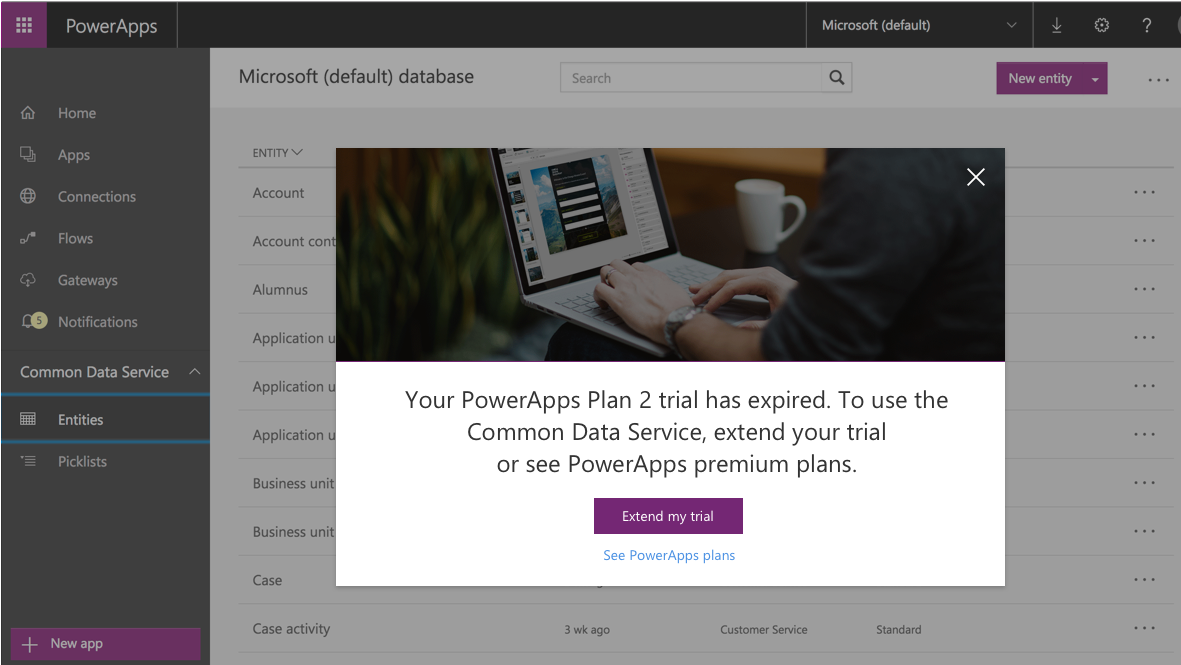 PowerApps
Microsoft (default)
?
Home
Apps
Connections
Flows
Gateways
5
Notifications
Common Data Service
Entities
Picklists
New app
Microsoft (default) database
Search
New entity
ENTITY
Account
Account cont
Alumnus
Application u
Application u
Application u
Business unit
Business unit
Case
Case activity
3 wk ago
Customer Service
Standard
Your PowerApps Plan 2 trial has expired. To use the
Common Data Service, extend your trial
or see PowerApps premium plans.
Extend my trial
See PowerApps plans